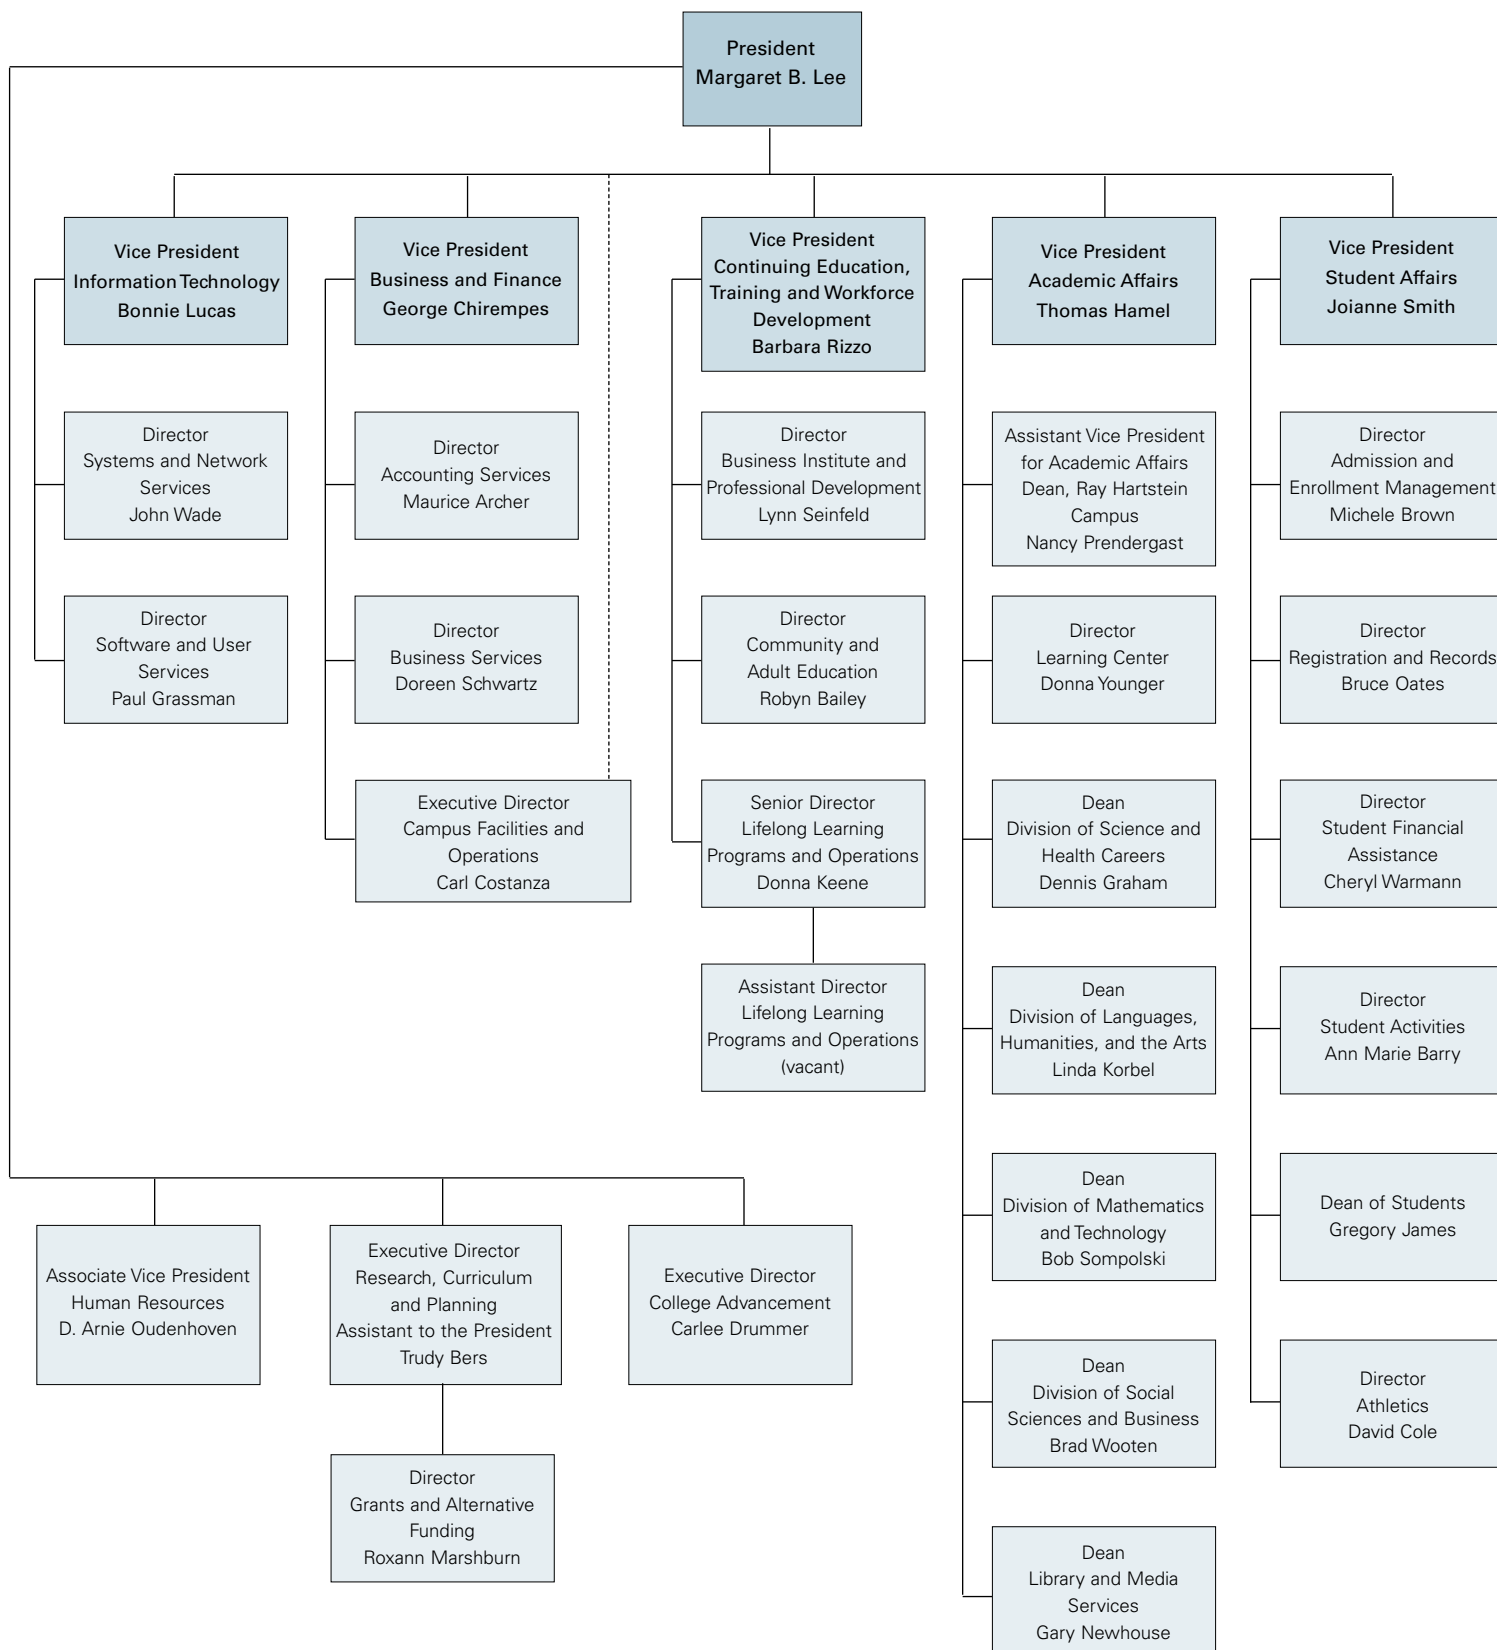 President
Margaret B. Lee
Vice President
Information Technology
Bonnie Lucas
Vice President
Business and Finance
George Chirempes
Vice President
Continuing Education,
Training and Workforce
Development
Barbara Rizzo
Vice President
Academic Affairs
Thomas Hamel
Vice President
Student Affairs
Joianne Smith
Director
Systems and Network
Services
John Wade
Director
Accounting Services
Maurice Archer
Director
Business Institute and
Professional Development
Lynn Seinfeld
Assistant Vice President
for Academic Affairs
Dean, Ray Hartstein
Campus
Nancy Prendergast
Director
Admission and
Enrollment Management
Michele Brown
Director
Software and User
Services
Paul Grassman
Director
Business Services
Doreen Schwartz
Director
Community and
Adult Education
Robyn Bailey
Director
Learning Center
Donna Younger
Director
Registration and Records
Bruce Oates
Executive Director
Campus Facilities and
Operations
Carl Costanza
Senior Director
Lifelong Learning
Programs and Operations
Donna Keene
Dean
Division of Science and
Health Careers
Dennis Graham
Director
Student Financial
Assistance
Cheryl Warmann
Assistant Director
Lifelong Learning
Programs and Operations
(vacant)
Dean
Division of Languages,
Humanities, and the Arts
Linda Korbel
Director
Student Activities
Ann Marie Barry
Dean
Division of Mathematics
and Technology
Bob Sompolski
Dean of Students
Gregory James
Associate Vice President
Human Resources
D. Arnie Oudenhoven
Executive Director
Research, Curriculum
and Planning
Assistant to the President
Trudy Bers
Executive Director
College Advancement
Carlee Drummer
Dean
Division of Social
Sciences and Business
Brad Wooten
Director
Athletics
David Cole
Director
Grants and Alternative
Funding
Roxann Marshburn
Dean
Library and Media
Services
Gary Newhouse